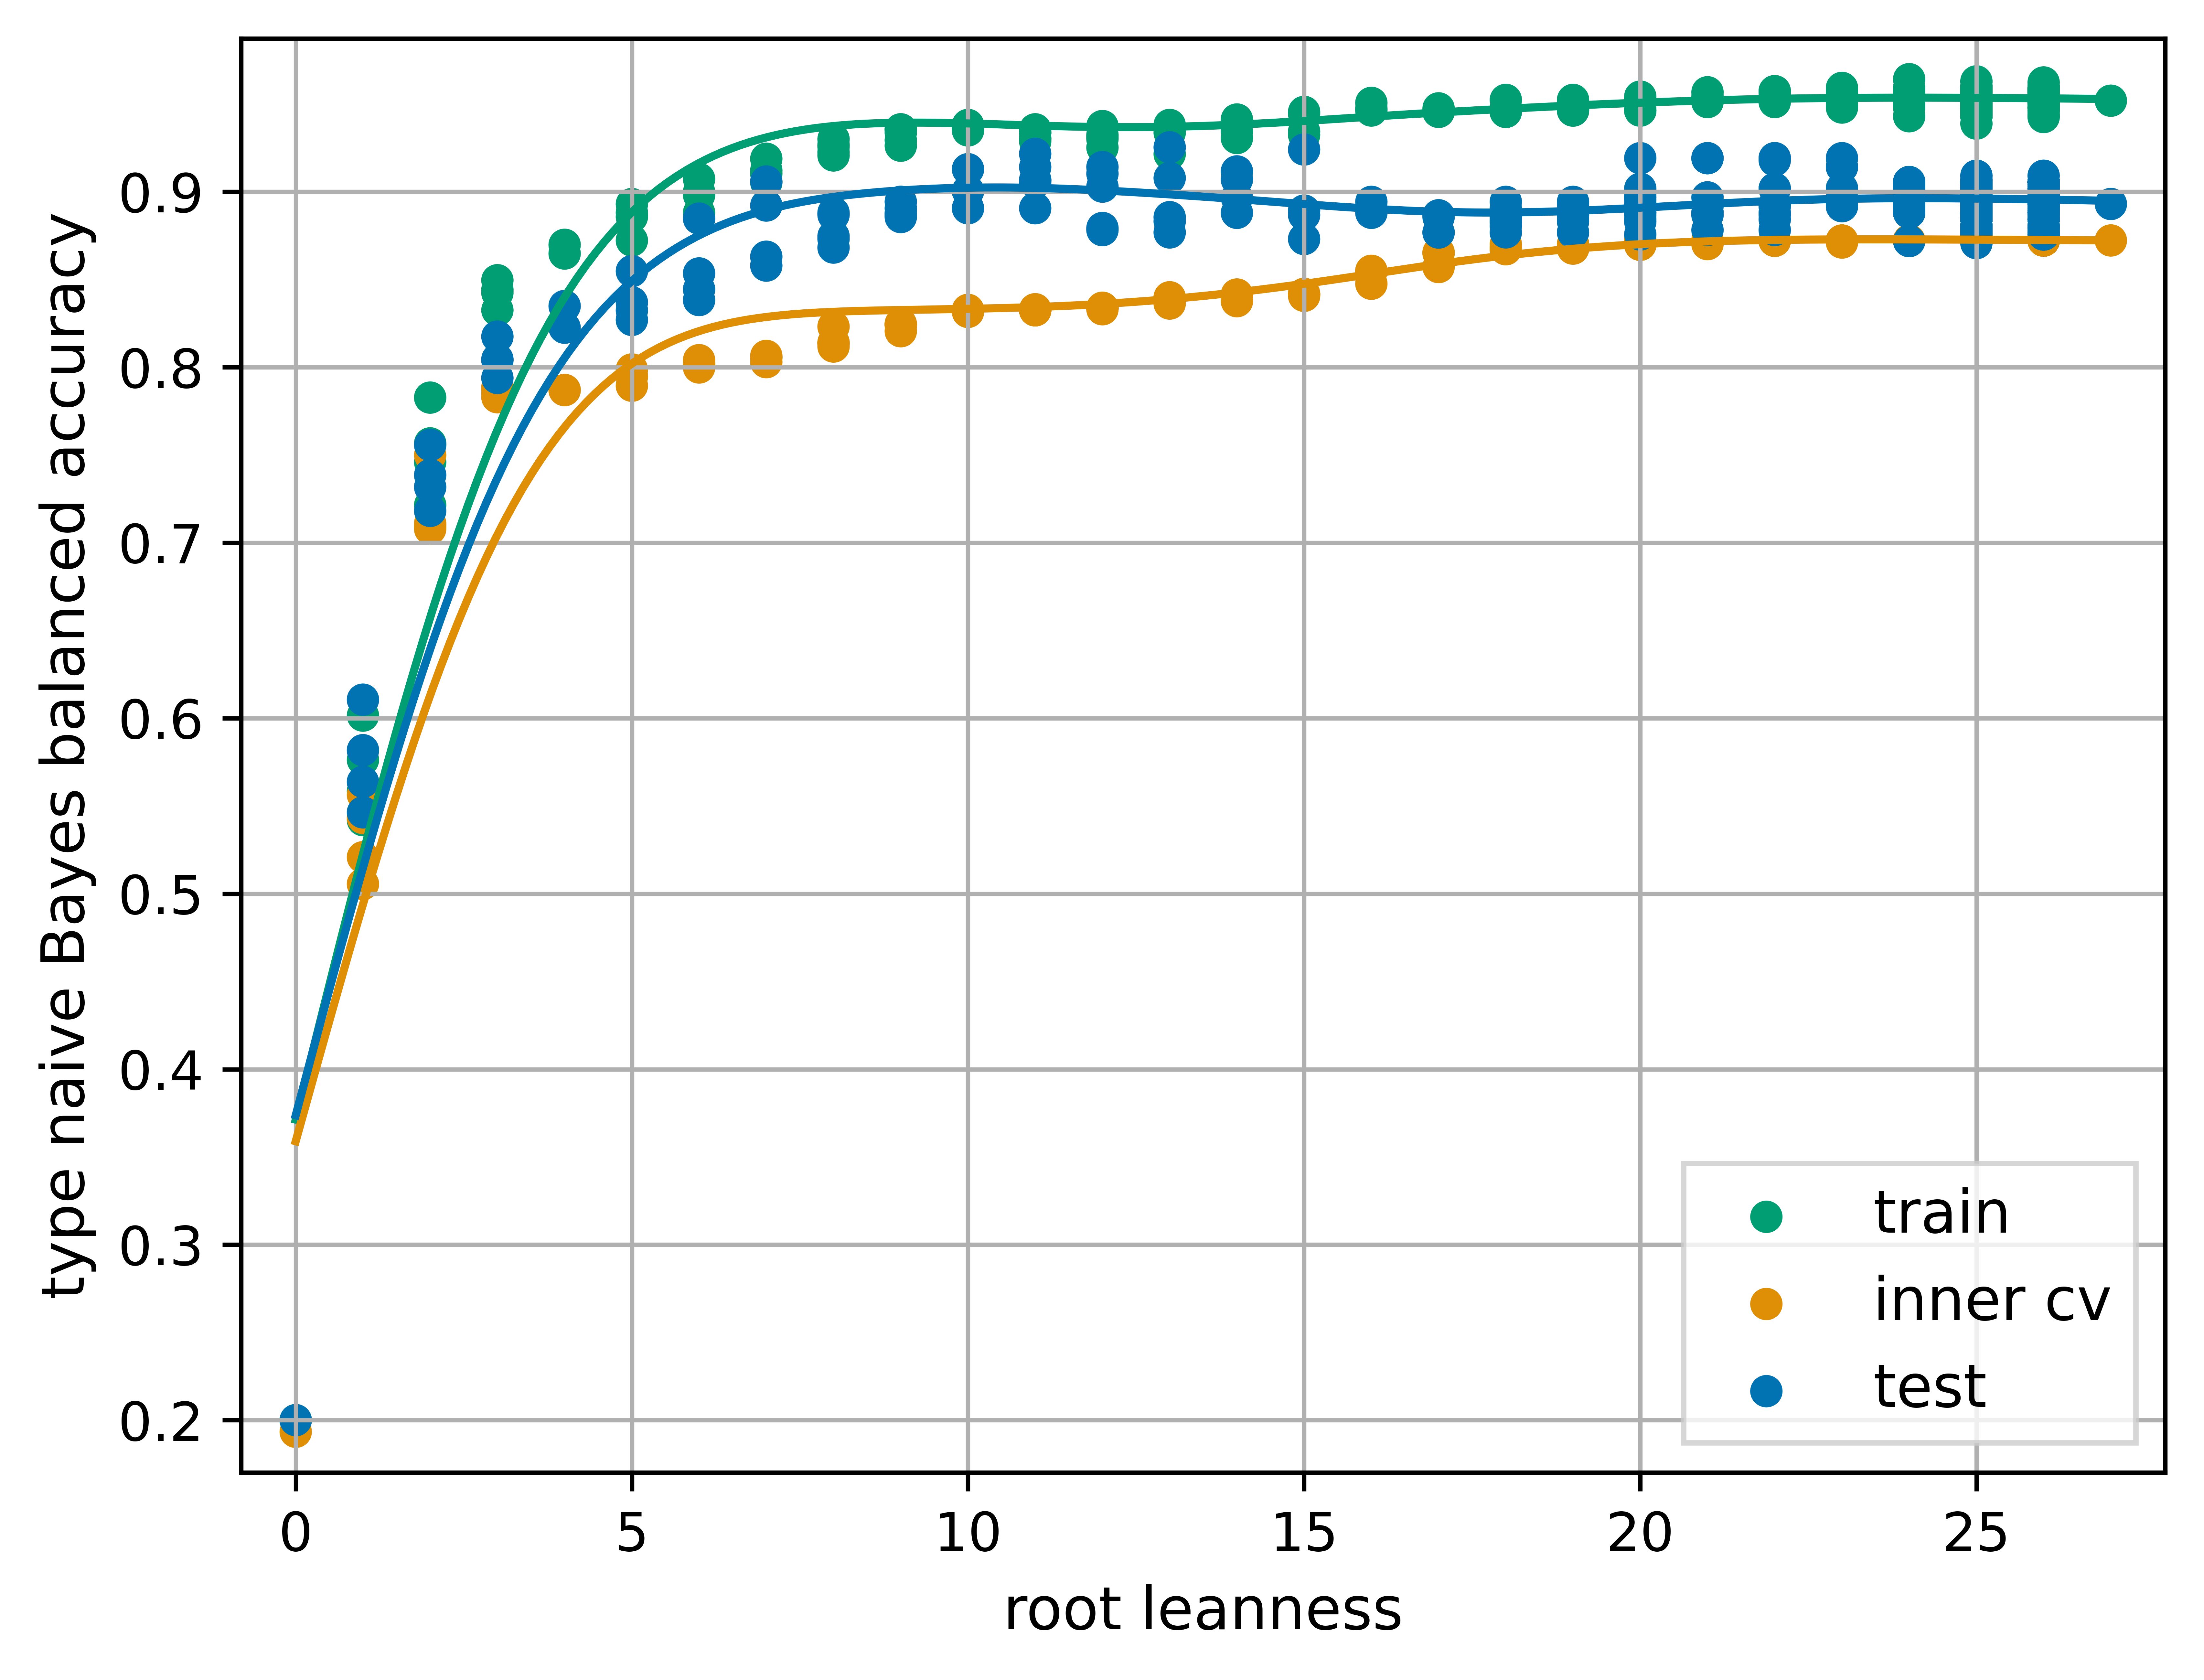 type naive Bayes balanced accuracy
0.9
0.8
0.7
0.6
0.5
0.4
0.3
0.2
train
inner cv
test
0 5 10 15 20 25
root leanness